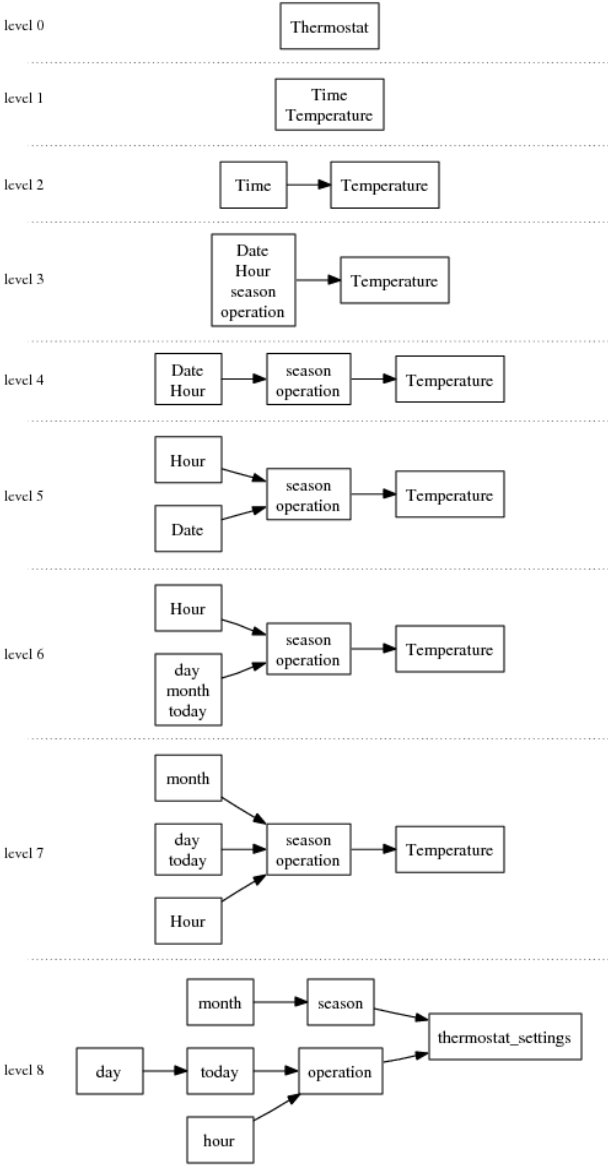 level 0
Thermostat
level 1
Time
Temperature
level 2
Time
Temperature
level 3
Date
Hour
season
operation
Temperature
level 4
Date
Hour
season
operation
Temperature
level 5
Hour
Date
season
operation
Temperature
level 6
Hour
day
month
today
season
operation
Temperature
level 7
month
day
today
Hour
season
operation
Temperature
level 8
month
season
thermostat_settings
day
today
operation
hour